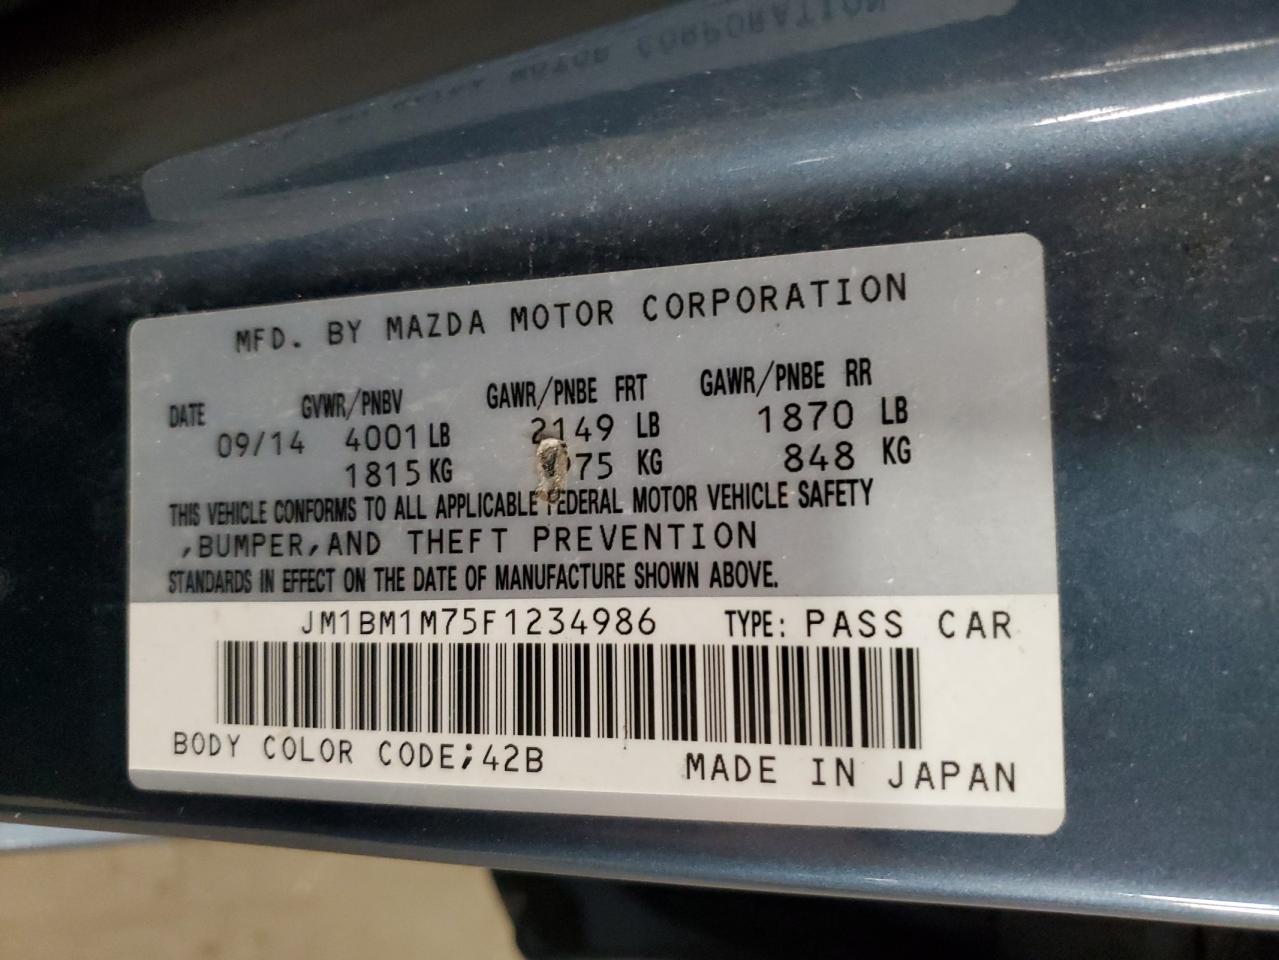 MFD. BY MAZDA MOTOR CORPORATION
DATE GVWR/PNBV GAWR/PNBE FRT GAWR/PNBE RR
09/14 4001 LB 2149 LB 1870 LB
1815 KG KG 848 KG
THIS VEHICLE CONFORMS TO ALL APPLICABLE FEDERAL MOTOR VEHICLE SAFETY
,BUMPER,AND THEFT PREVENTION
STANDARDS IN EFFECT ON THE DATE OF MANUFACTURE SHOWN ABOVE.
JM1BM1M75F1234986 TYPE: PASS CAR
BODY COLOR CODE;42B MADE IN JAPAN